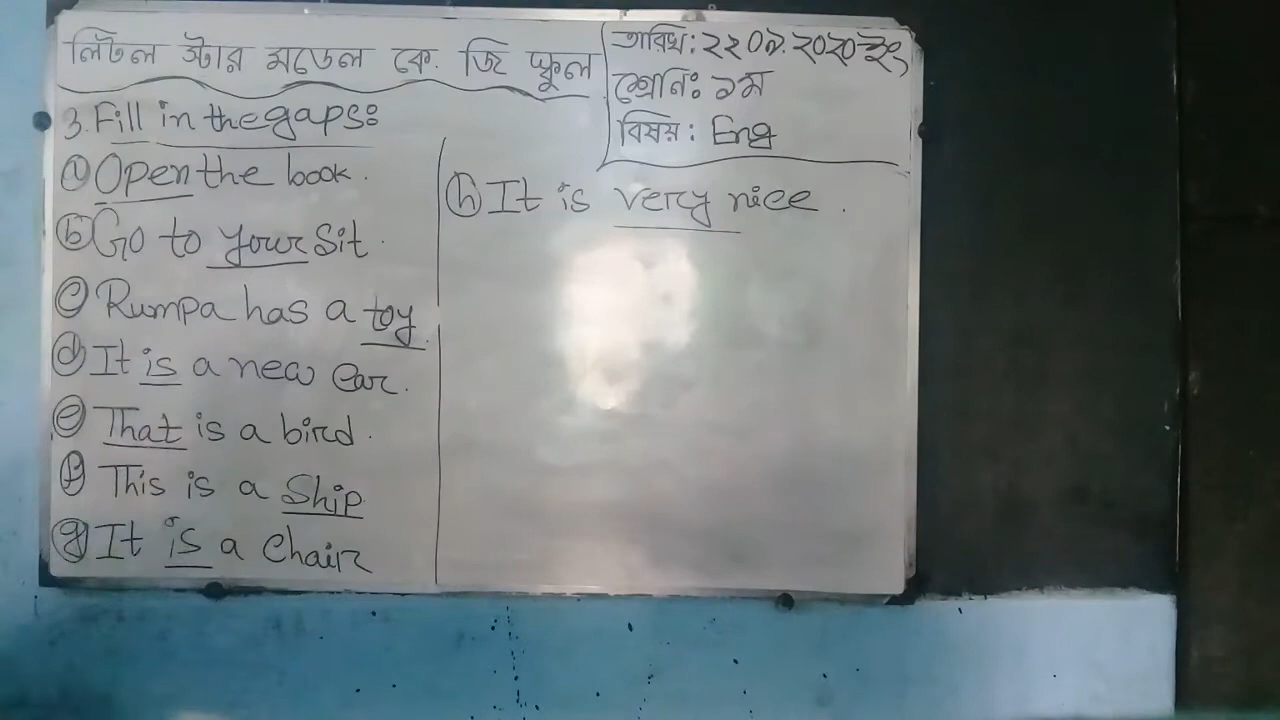 লিটল স্টার মডেল কে. জি স্কুল
তারিখ: ২২০৯.২০২০ইং
শ্রেনি: ১ম
বিষয়: Eng
3. Fill in the gaps:
a Open the book.
b Go to your Sit.
c Rumpa has a toy.
d It is a new car.
e That is a bird.
f This is a Ship
g It is a chair
h It is very nice.